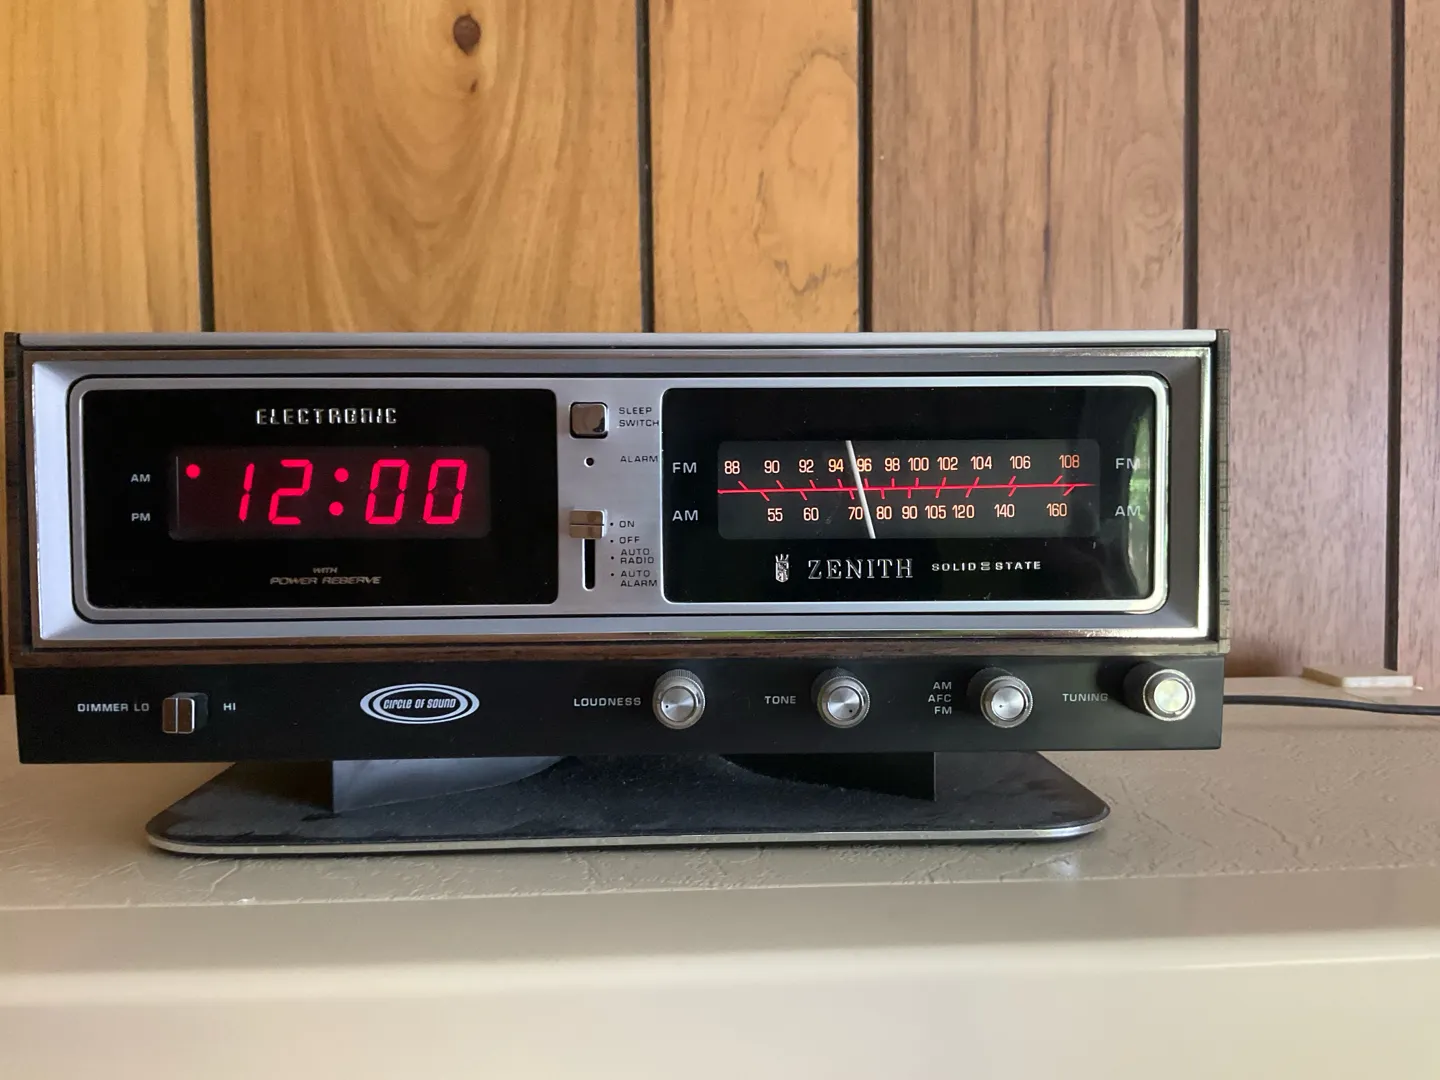 ELECTRONIC
AM
PM
12:00
WITH
POWER RESERVE
SLEEP
SWITCH
ALARM
ON
OFF
AUTO
RADIO
AUTO
ALARM
FM 88 90 92 94 96 98 100 102 104 106 108 FM
AM 55 60 70 80 90 105 120 140 160 AM
ZENITH SOLID STATE
DIMMER LO HI
CIRCLE OF SOUND
LOUDNESS
TONE
AM
AFC
FM
TUNING